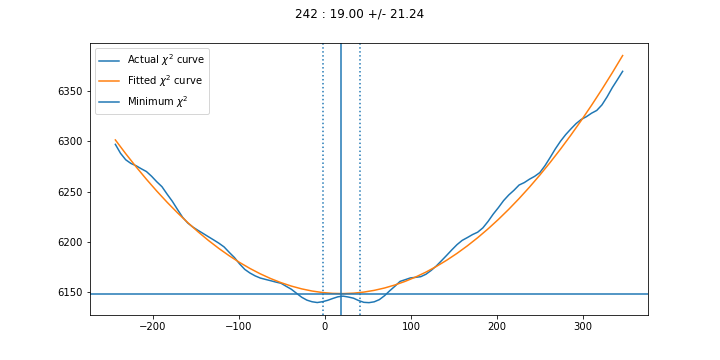 242 : 19.00 +/- 21.24
Actual χ² curve
Fitted χ² curve
Minimum χ²
6350
6300
6250
6200
6150
−200 −100 0 100 200 300